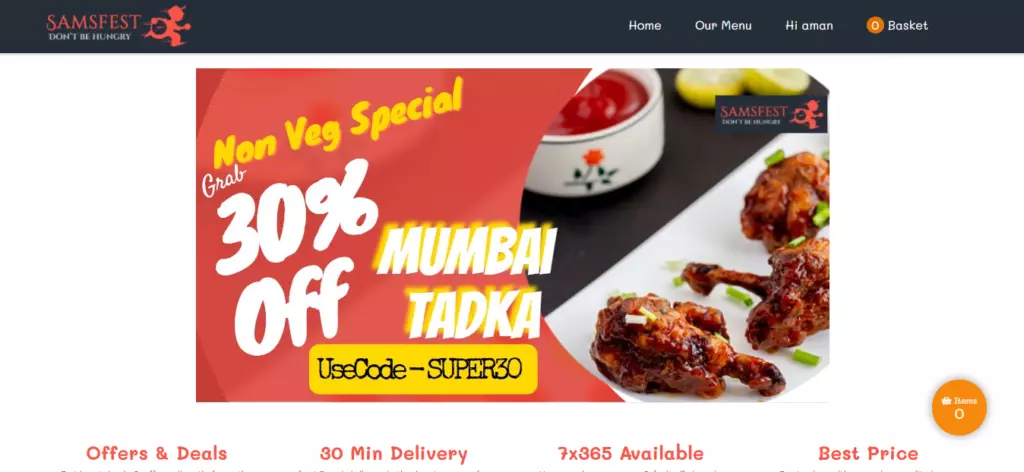 SAMSFEST
DON'T BE HUNGRY
Home Our Menu Hi aman 0 Basket
Non Veg Special
Grab
30%
Off
MUMBAI
TADKA
UseCode - SUPER30
SAMSFEST
DON'T BE HUNGRY
Items
0
Offers & Deals 30 Min Delivery 7x365 Available Best Price